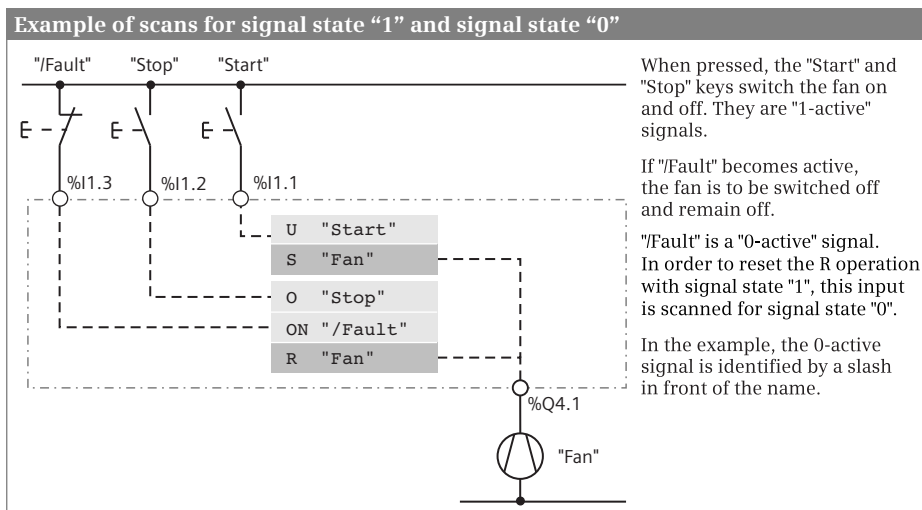 Example of scans for signal state “1” and signal state “0”
"/Fault" "Stop" "Start"
%I1.3 %I1.2 %I1.1
U "Start"
S "Fan"
O "Stop"
ON "/Fault"
R "Fan"
%Q4.1
"Fan"
When pressed, the "Start" and
"Stop" keys switch the fan on
and off. They are "1-active"
signals.
If "/Fault" becomes active,
the fan is to be switched off
and remain off.
"/Fault" is a "0-active" signal.
In order to reset the R operation
with signal state "1", this input
is scanned for signal state "0".
In the example, the 0-active
signal is identified by a slash
in front of the name.